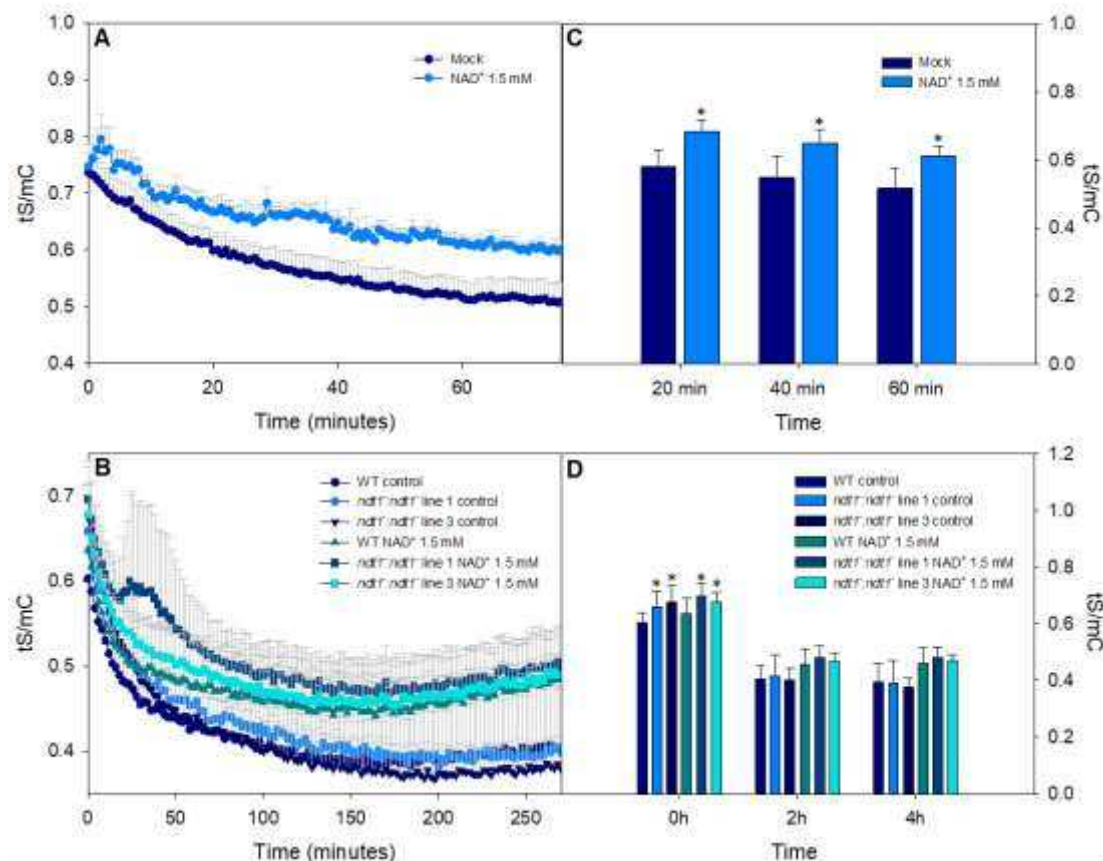 A
Mock
NAD⁺ 1.5 mM
1.0
0.9
0.8
0.7
0.6
0.5
0.4
tS/mC
0
20
40
60
Time (minutes)
C
Mock
NAD⁺ 1.5 mM
*
*
*
1.0
0.8
0.6
0.4
0.2
0.0
tS/mC
20 min
40 min
60 min
Time
B
WT control
ndt1⁻:ndt1⁻ line 1 control
ndt1⁻:ndt1⁻ line 3 control
WT NAD⁺ 1.5 mM
ndt1⁻:ndt1⁻ line 1 NAD⁺ 1.5 mM
ndt1⁻:ndt1⁻ line 3 NAD⁺ 1.5 mM
0.7
0.6
0.5
0.4
tS/mC
0
50
100
150
200
250
Time (minutes)
D
WT control
ndt1⁻:ndt1⁻ line 1 control
ndt1⁻:ndt1⁻ line 3 control
WT NAD⁺ 1.5 mM
ndt1⁻:ndt1⁻ line 1 NAD⁺ 1.5 mM
ndt1⁻:ndt1⁻ line 3 NAD⁺ 1.5 mM
* * * *
1.2
1.0
0.8
0.6
0.4
0.2
0.0
tS/mC
0h
2h
4h
Time